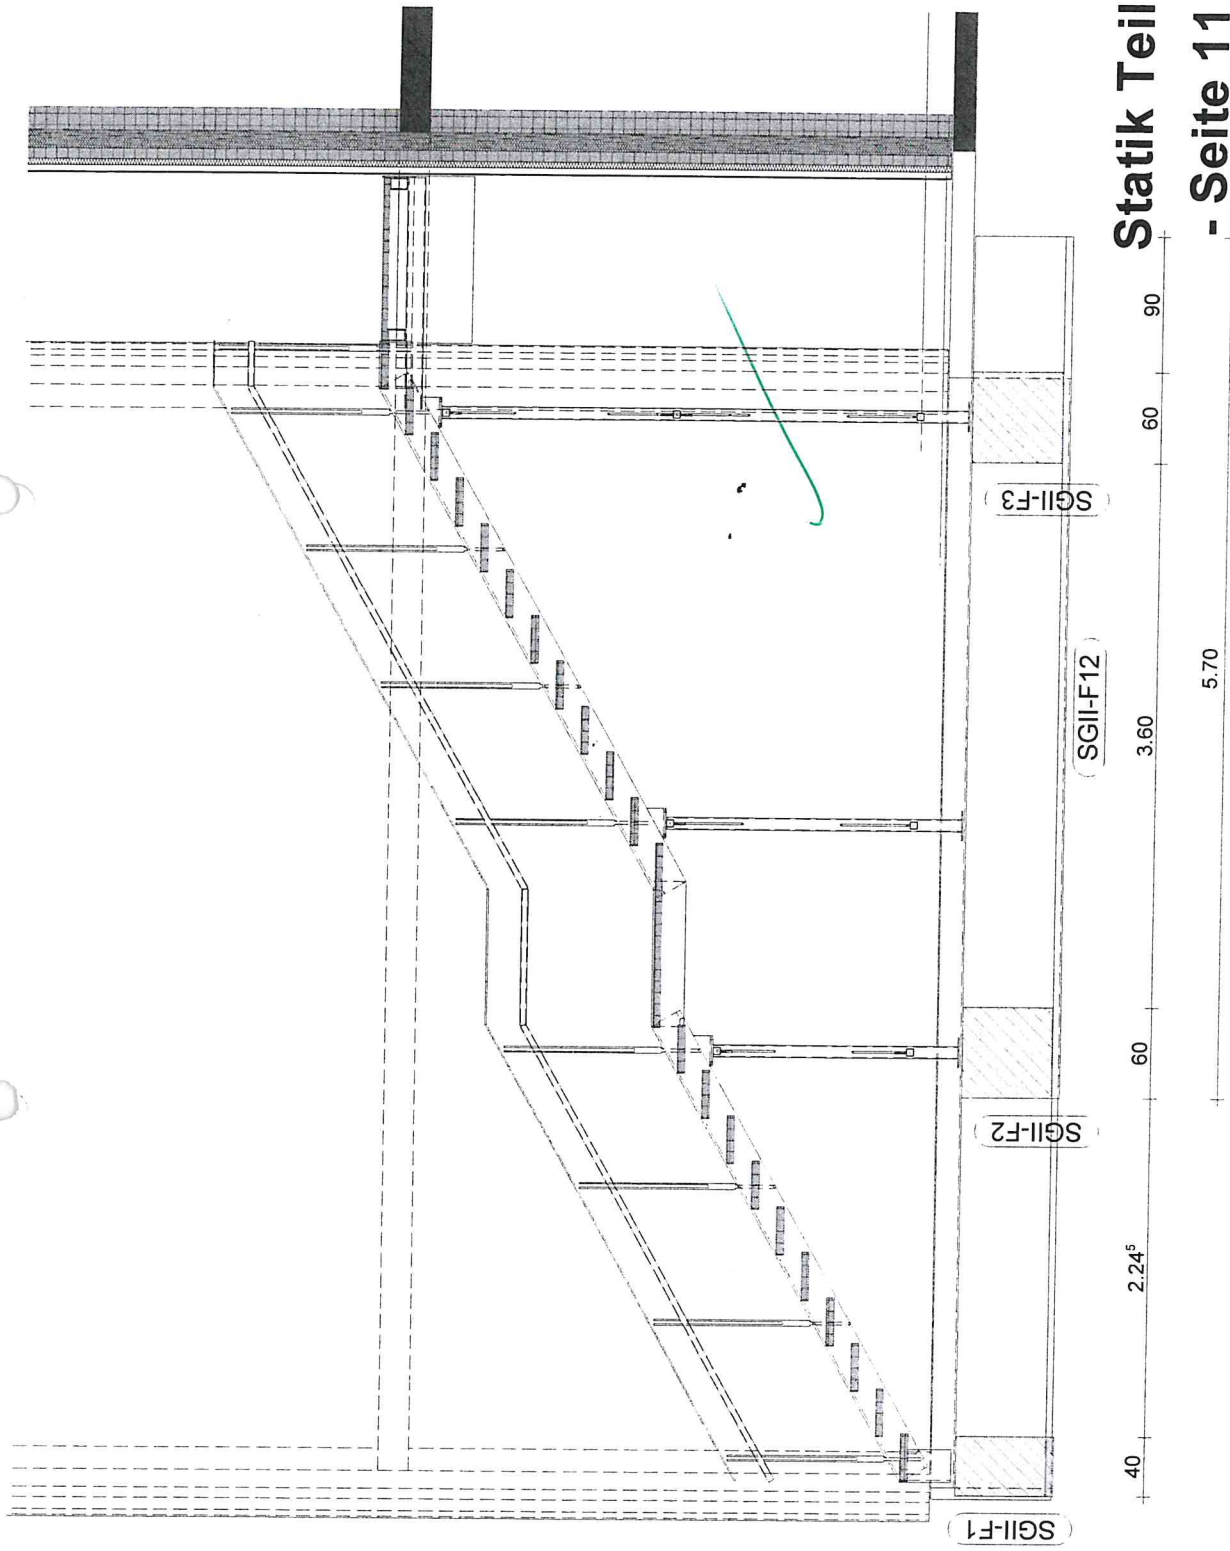 Statik Teil
- Seite 11
SGII-F1
SGII-F2
SGII-F12
SGII-F3
40
2.24⁵
60
3.60
60
90
5.70